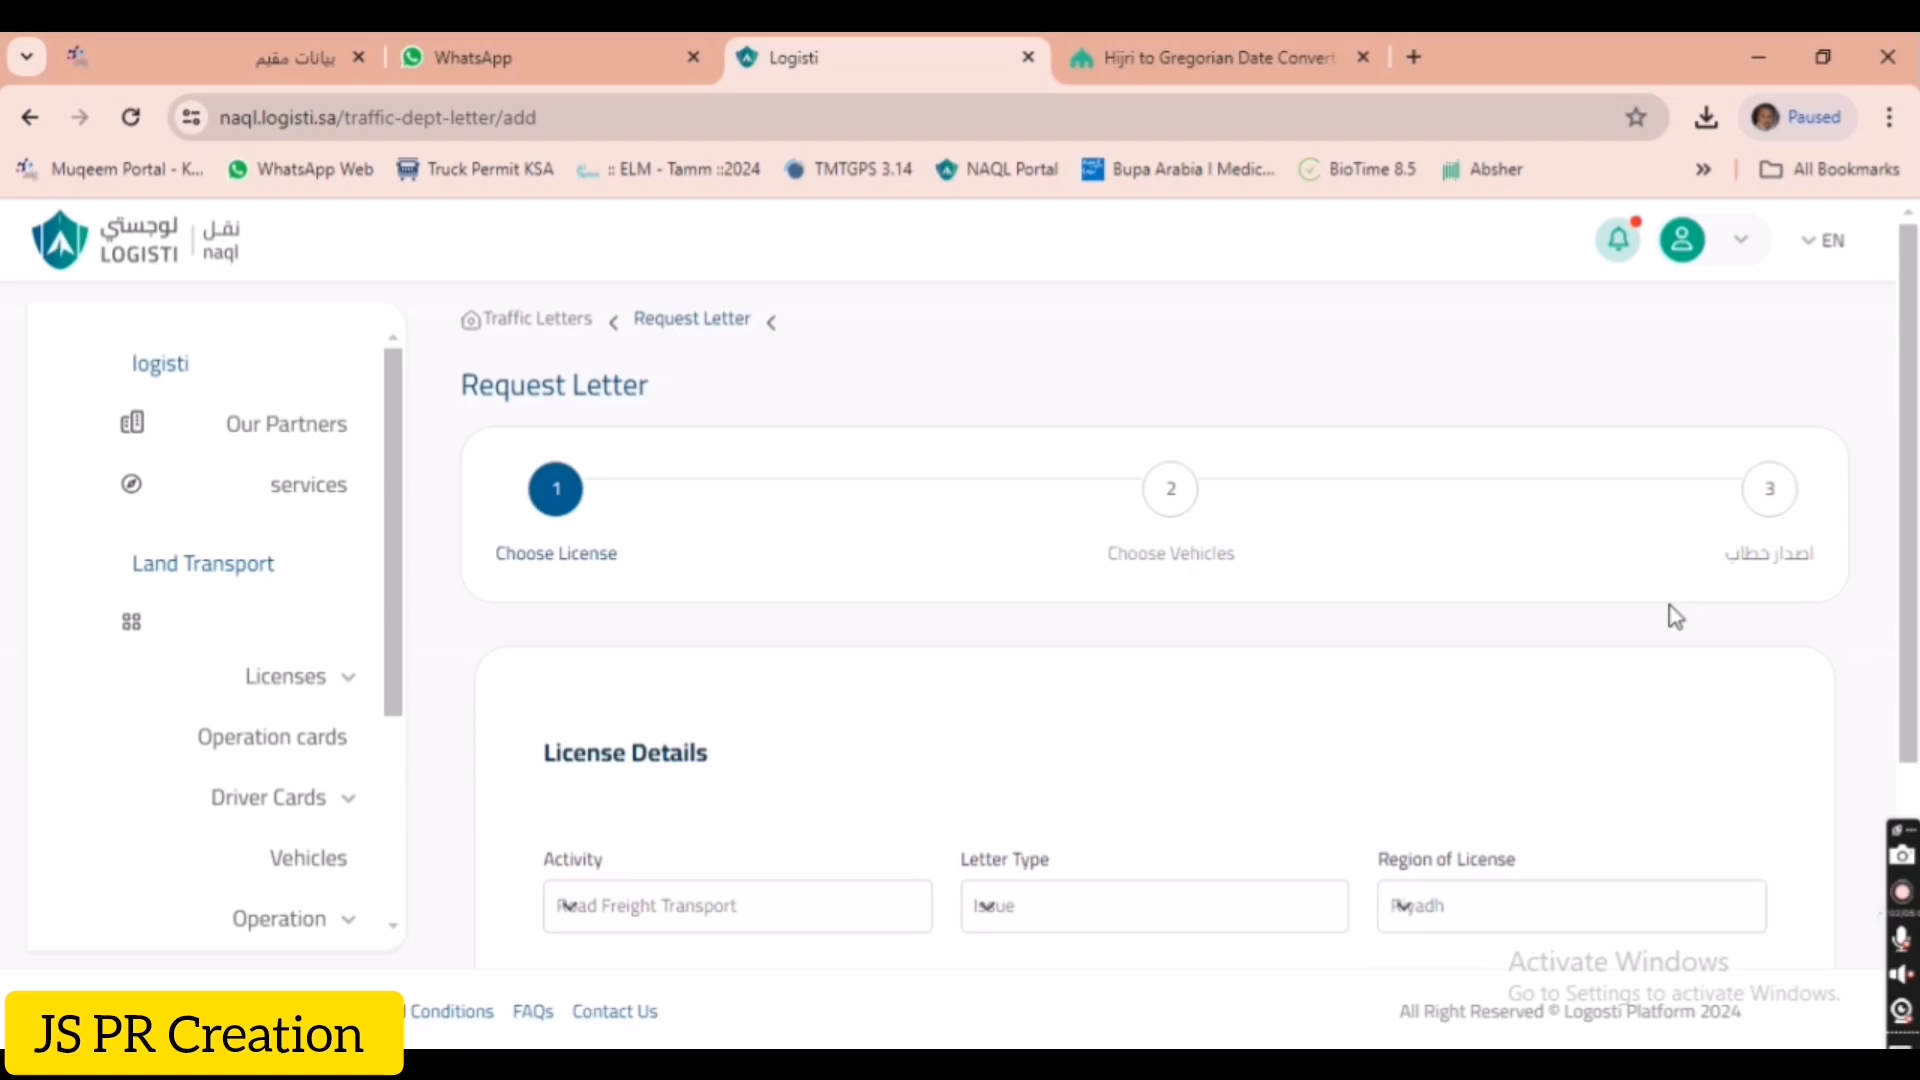 بيانات مقيم
WhatsApp
Logisti
Hijri to Gregorian Date Convert
naql.logisti.sa/traffic-dept-letter/add
Paused
Muqeem Portal - K...
WhatsApp Web
Truck Permit KSA
:: ELM - Tamm ::2024
TMTGPS 3.14
NAQL Portal
Bupa Arabia I Medic...
BioTime 8.5
Absher
All Bookmarks
لوجستي
LOGISTI
نقل
naql
EN
Traffic Letters
Request Letter
logisti
Our Partners
services
Land Transport
Licenses
Operation cards
Driver Cards
Vehicles
Operation
Request Letter
1
2
3
Choose License
Choose Vehicles
اصدار خطاب
License Details
Activity
Letter Type
Region of License
Road Freight Transport
Issue
Riyadh
Activate Windows
Go to Settings to activate Windows.
Conditions
FAQs
Contact Us
All Right Reserved © Logosti Platform 2024
JS PR Creation